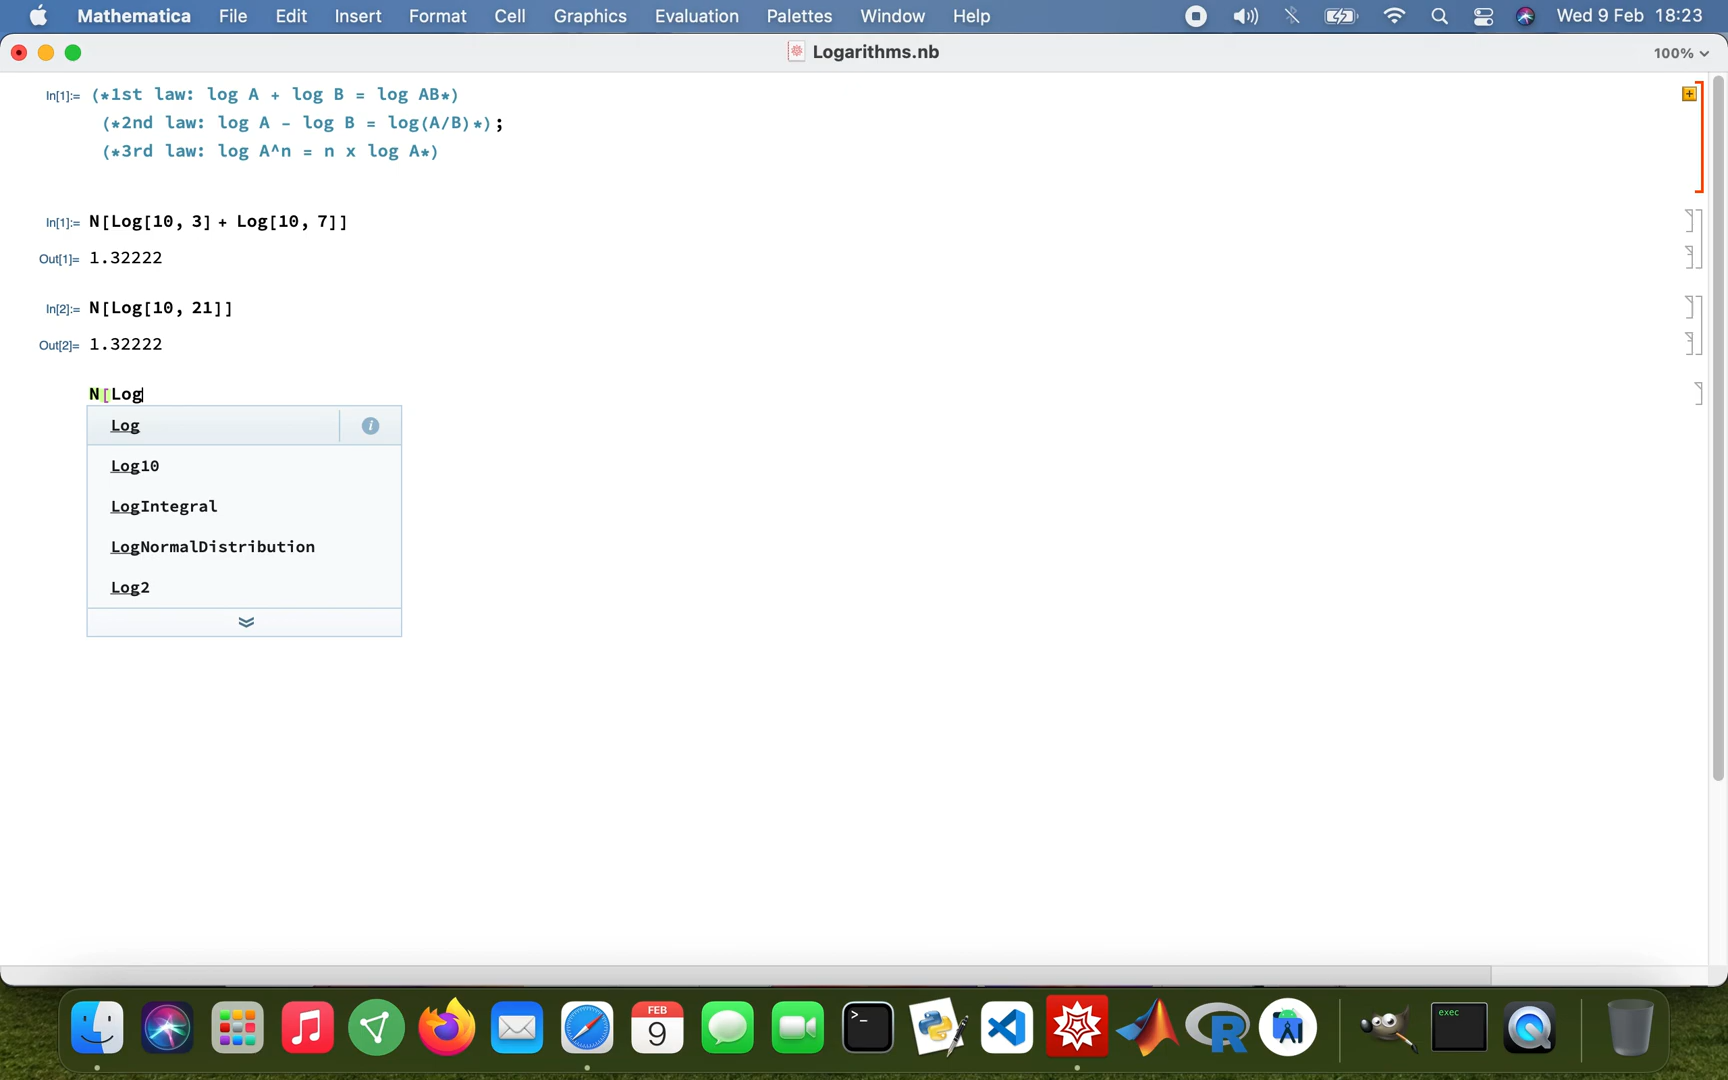 Mathematica File Edit Insert Format Cell Graphics Evaluation Palettes Window Help Wed 9 Feb 18:23
Logarithms.nb 100%
In[1]:= (*1st law: log A + log B = log AB*)
(*2nd law: log A - log B = log(A/B)*);
(*3rd law: log A^n = n x log A*)
In[1]:= N[Log[10, 3] + Log[10, 7]]
Out[1]= 1.32222
In[2]:= N[Log[10, 21]]
Out[2]= 1.32222
N[Log
Log
Log10
LogIntegral
LogNormalDistribution
Log2
FEB
9
>_
exec
R